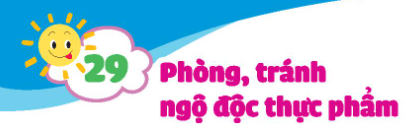 29 Phòng, tránh
ngộ độc thực phẩm